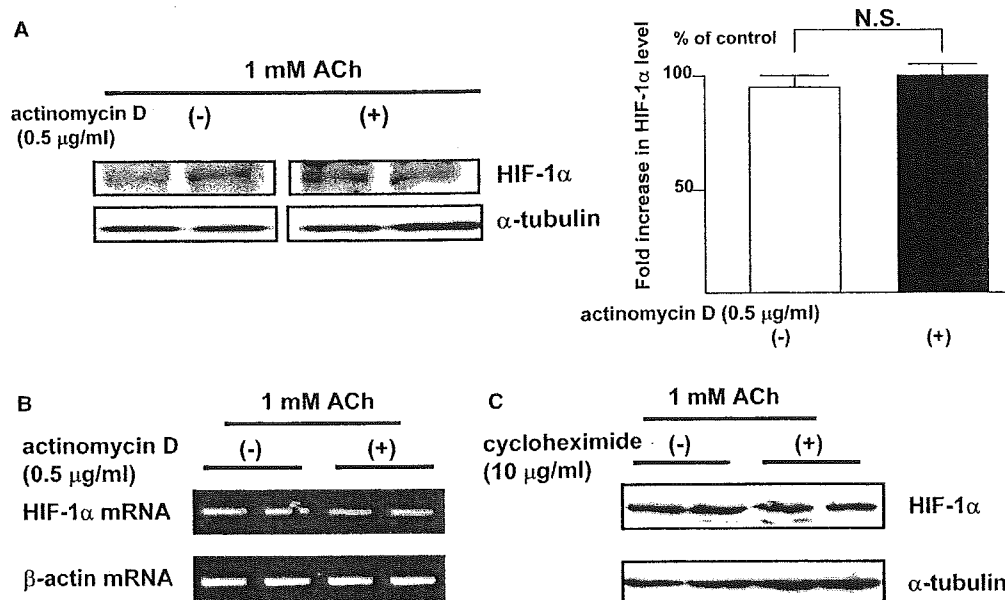 A
1 mM ACh
actinomycin D
(0.5 µg/ml)
(-)
(+)
HIF-1α
α-tubulin
% of control
N.S.
Fold increase in HIF-1α level
100
50
actinomycin D (0.5 µg/ml)
(-)
(+)
B
1 mM ACh
actinomycin D
(0.5 µg/ml)
(-)
(+)
HIF-1α mRNA
β-actin mRNA
C
1 mM ACh
cycloheximide
(10 µg/ml)
(-)
(+)
HIF-1α
α-tubulin